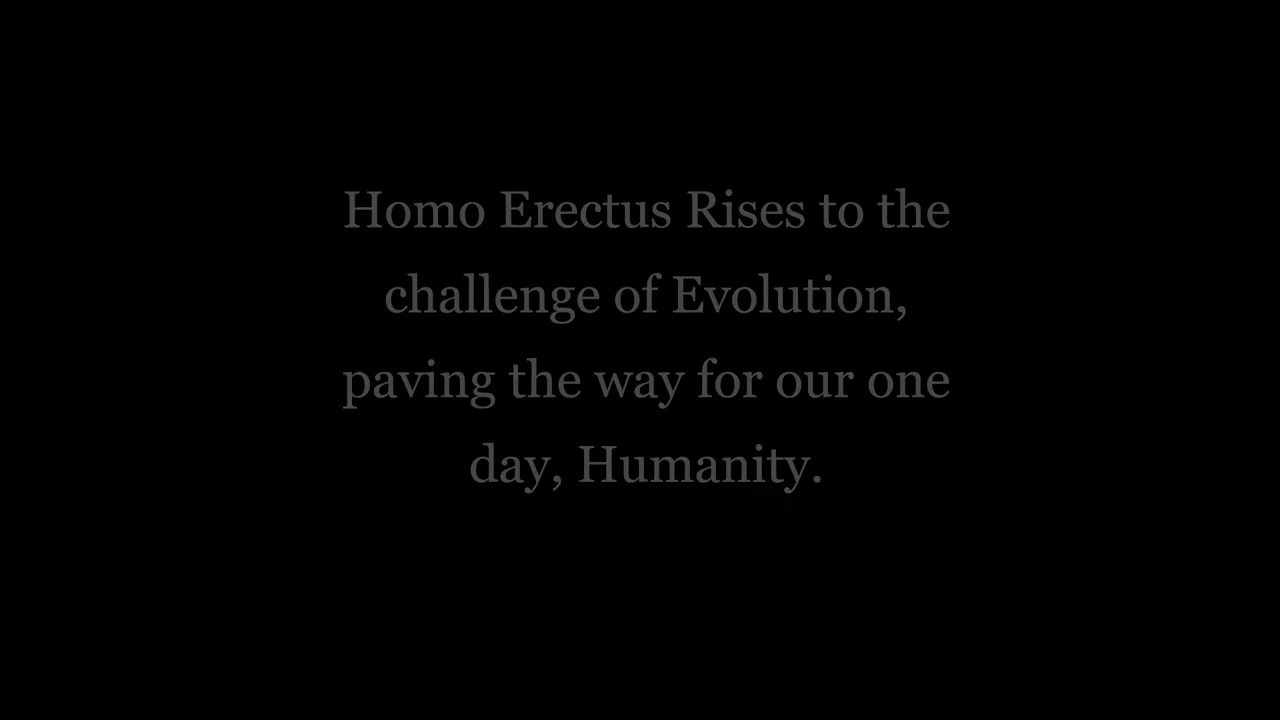 Homo Erectus Rises to the
challenge of Evolution,
paving the way for our one
day, Humanity.